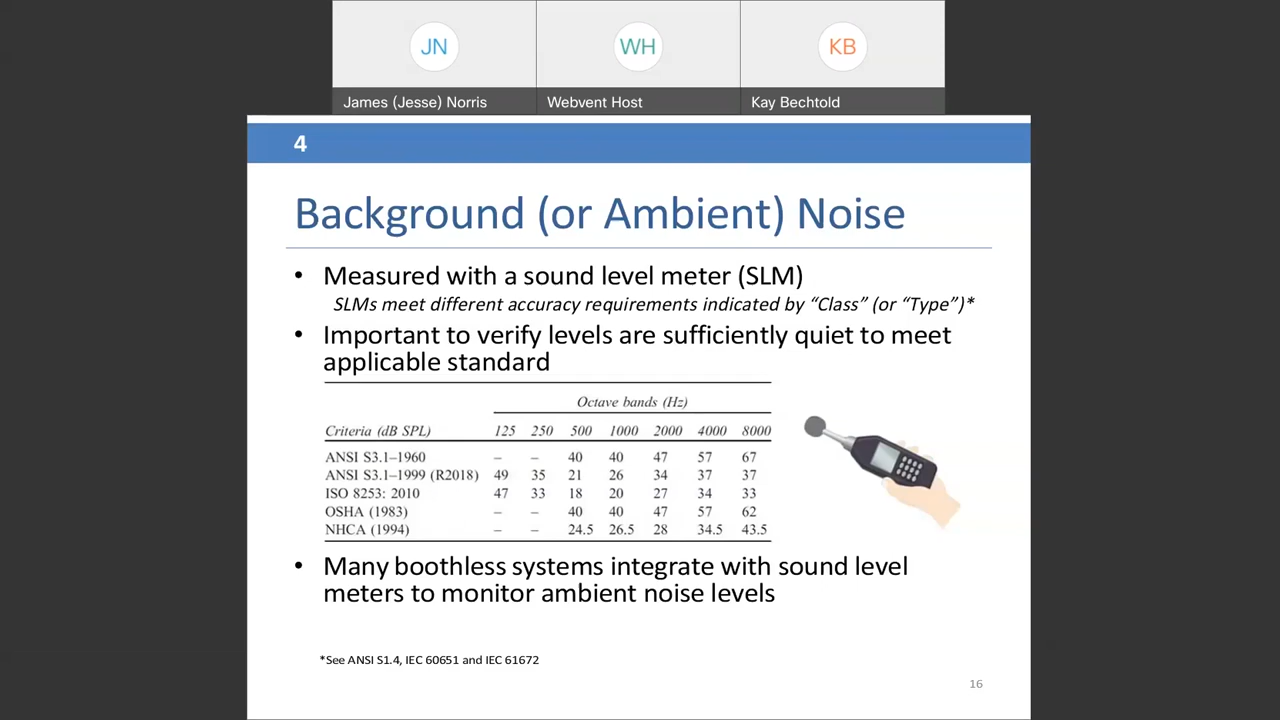 JN WH KB
James (Jesse) Norris Webvent Host Kay Bechtold
4
Background (or Ambient) Noise
• Measured with a sound level meter (SLM)
SLMs meet different accuracy requirements indicated by “Class” (or “Type”)*
• Important to verify levels are sufficiently quiet to meet
applicable standard
Octave bands (Hz)
Criteria (dB SPL) 125 250 500 1000 2000 4000 8000
ANSI S3.1–1960 – – 40 40 47 57 67
ANSI S3.1–1999 (R2018) 49 35 21 26 34 37 37
ISO 8253: 2010 47 33 18 20 27 34 33
OSHA (1983) – – 40 40 47 57 62
NHCA (1994) – – 24.5 26.5 28 34.5 43.5
• Many boothless systems integrate with sound level
meters to monitor ambient noise levels
*See ANSI S1.4, IEC 60651 and IEC 61672
16